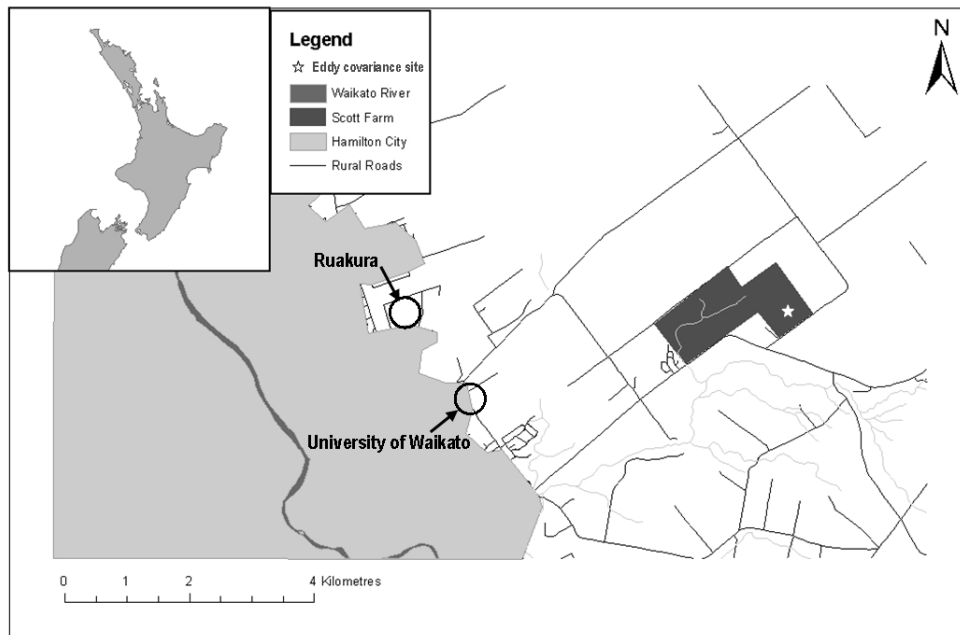 Legend
Eddy covariance site
Waikato River
Scott Farm
Hamilton City
Rural Roads
N
Ruakura
University of Waikato
0 1 2 4 Kilometres